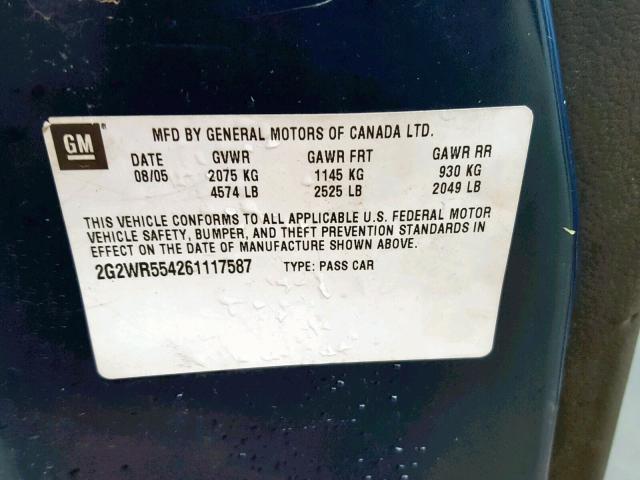 GM
MFD BY GENERAL MOTORS OF CANADA LTD.
DATE GVWR GAWR FRT GAWR RR
08/05 2075 KG 1145 KG 930 KG
4574 LB 2525 LB 2049 LB
THIS VEHICLE CONFORMS TO ALL APPLICABLE U.S. FEDERAL MOTOR
VEHICLE SAFETY, BUMPER, AND THEFT PREVENTION STANDARDS IN
EFFECT ON THE DATE OF MANUFACTURE SHOWN ABOVE.
2G2WR554261117587 TYPE: PASS CAR